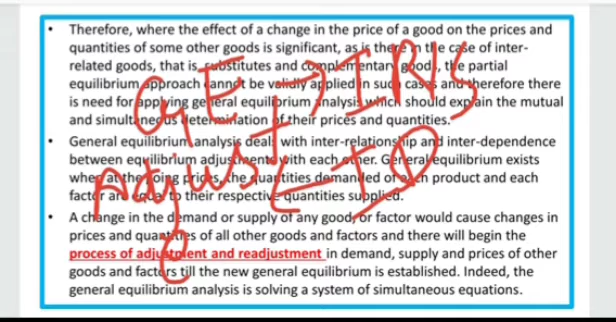 • Therefore, where the effect of a change in the price of a good on the prices and
quantities of some other goods is significant, as is there in the case of inter-
related goods, that is, substitutes and complementary goods, the partial
equilibrium approach cannot be validly applied in such cases and therefore there
is need for applying general equilibrium analysis which should explain the mutual
and simultaneous determination of their prices and quantities.
• General equilibrium analysis deals with inter-relationship and inter-dependence
between equilibrium adjustments with each other. General equilibrium exists
when at the going prices, the quantities demanded of each product and each
factor are equal to their respective quantities supplied.
• A change in the demand or supply of any good, or factor would cause changes in
prices and quantities of all other goods and factors and there will begin the
process of adjustment and readjustment in demand, supply and prices of other
goods and factors till the new general equilibrium is established. Indeed, the
general equilibrium analysis is solving a system of simultaneous equations.
GE → IRS
Adjust ID